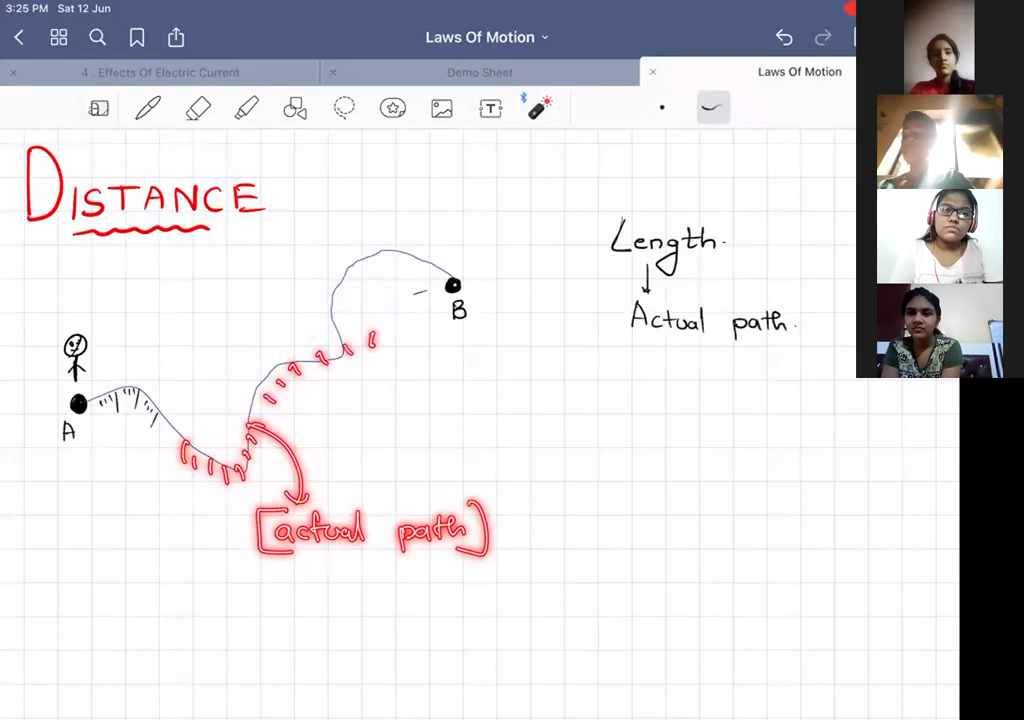 3:25 PM Sat 12 Jun
Laws Of Motion
4 . Effects Of Electric Current
Demo Sheet
Laws Of Motion
T
DISTANCE
Length.
Actual path.
B
A
[actual path]